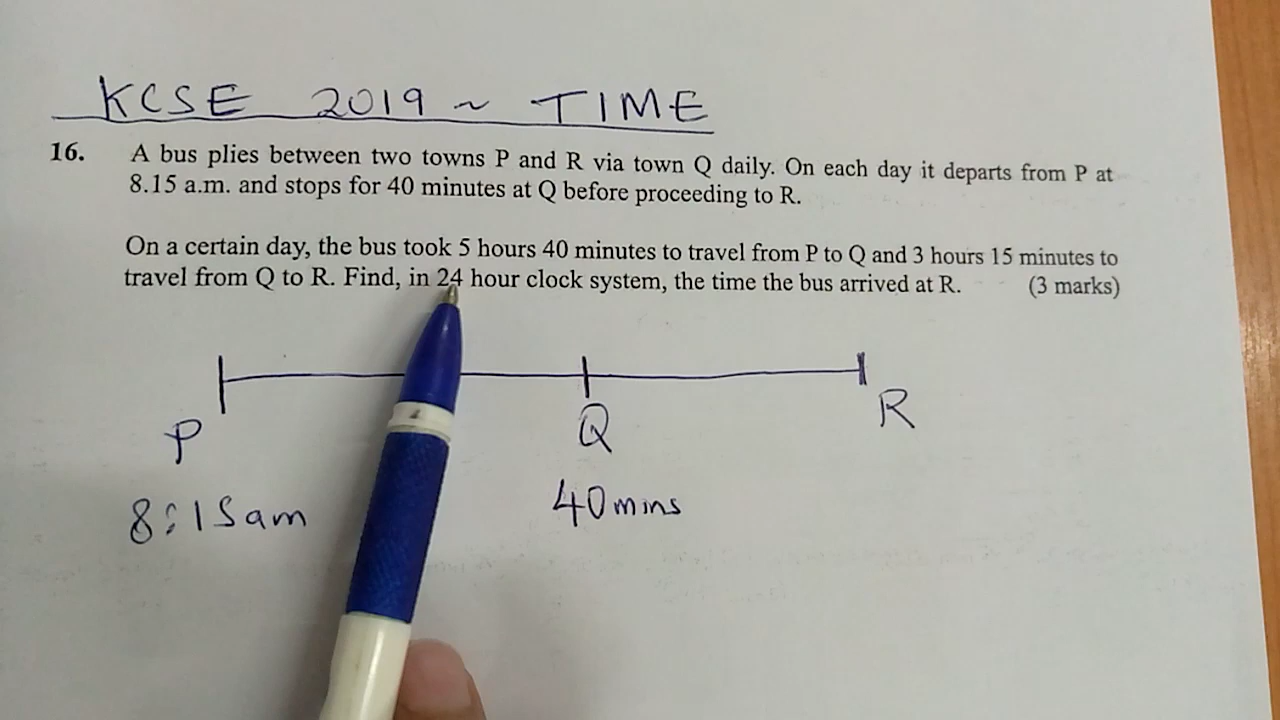 KCSE 2019 ~ TIME
16. A bus plies between two towns P and R via town Q daily. On each day it departs from P at
8.15 a.m. and stops for 40 minutes at Q before proceeding to R.
On a certain day, the bus took 5 hours 40 minutes to travel from P to Q and 3 hours 15 minutes to
travel from Q to R. Find, in 24 hour clock system, the time the bus arrived at R. (3 marks)
P Q R
8:15am 40mins